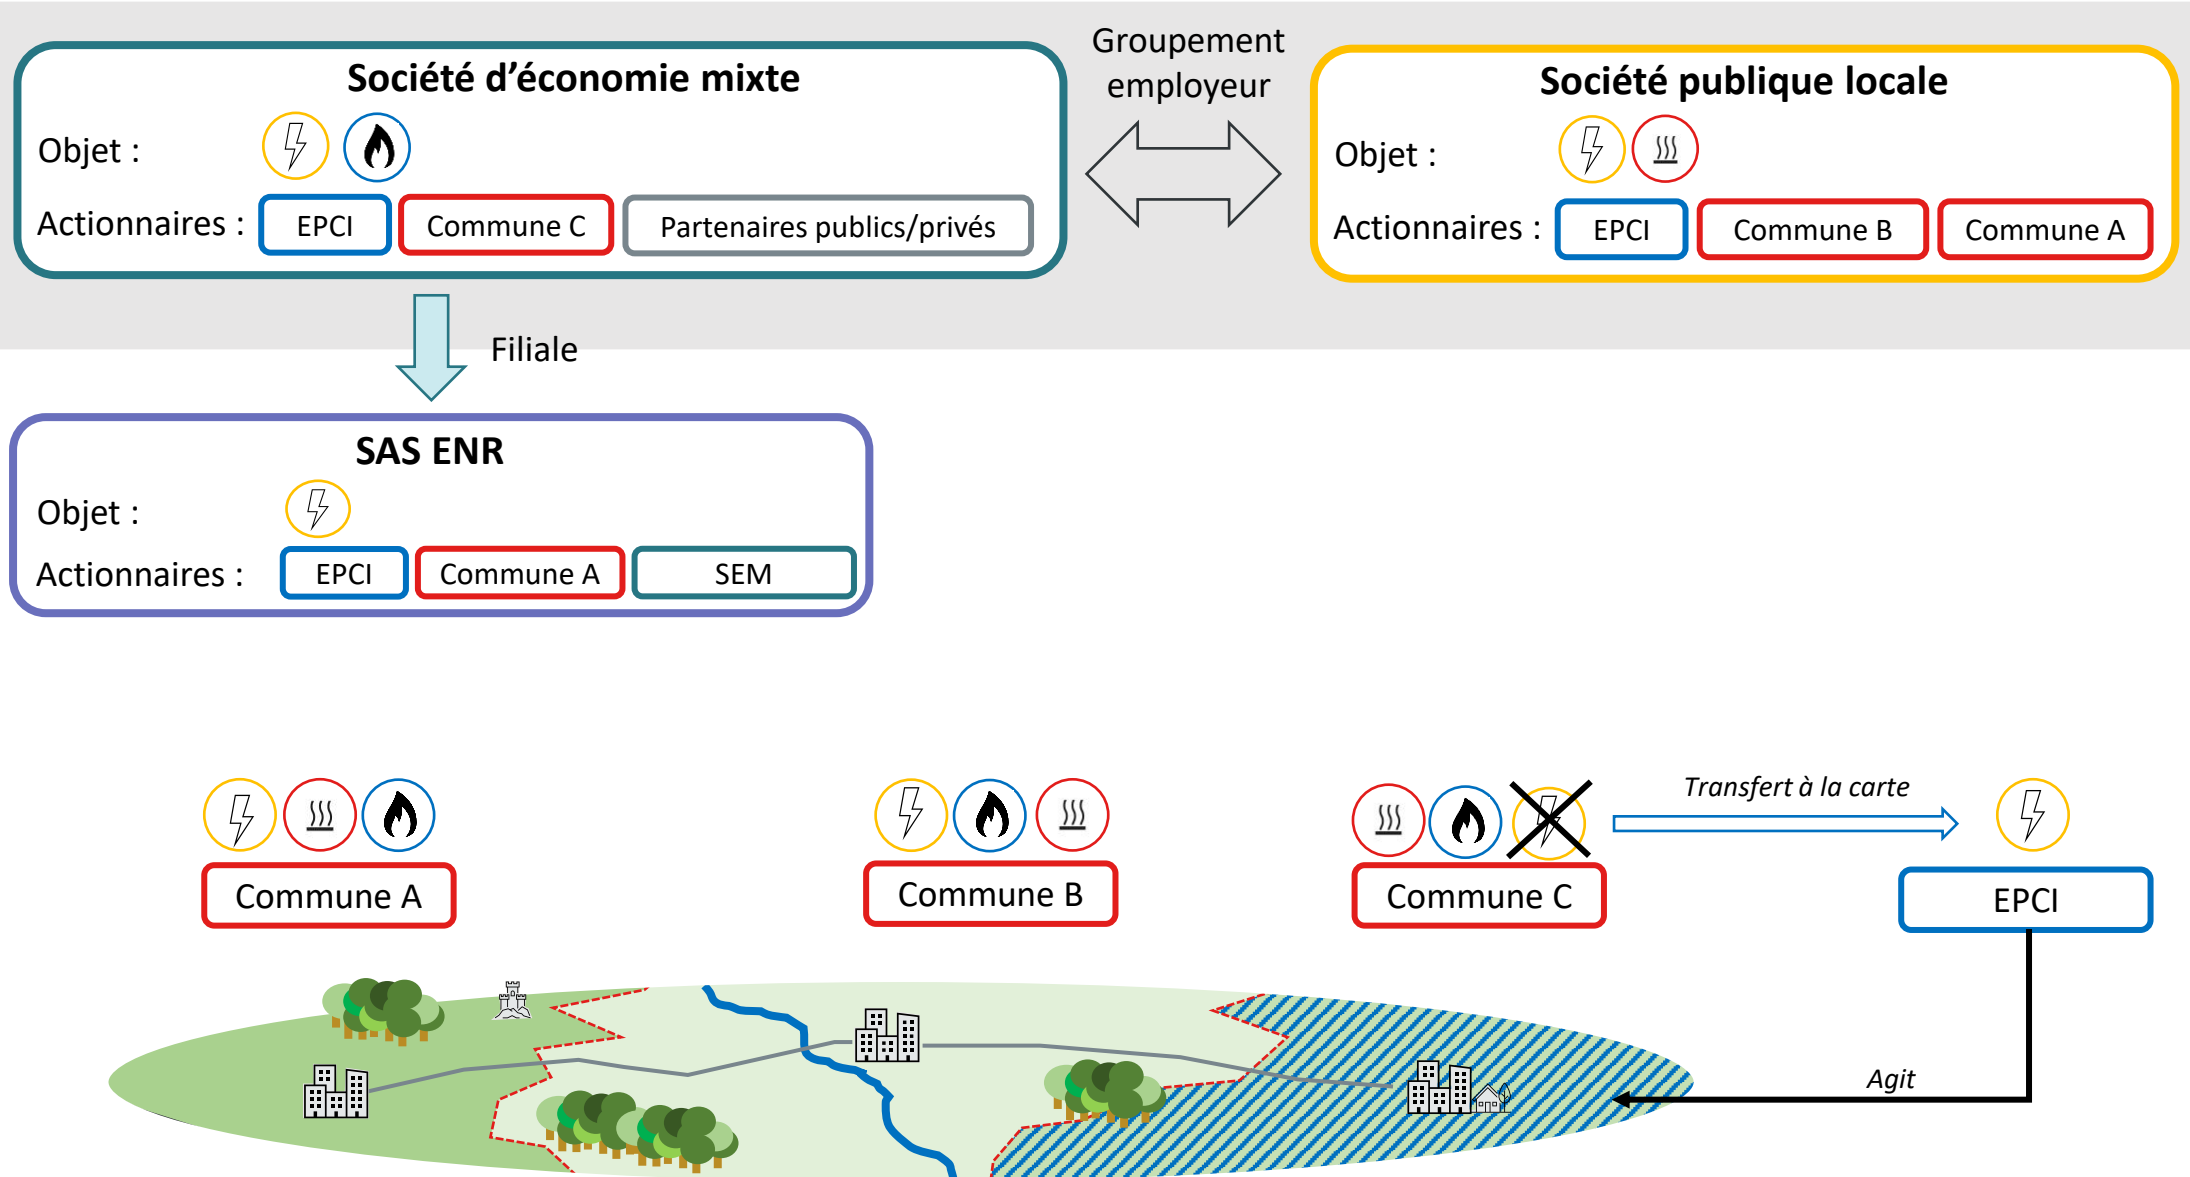 Société d'économie mixte
Objet :
Actionnaires :
EPCI
Commune C
Partenaires publics/privés
Groupement
employeur
Société publique locale
Objet :
Actionnaires :
EPCI
Commune B
Commune A
Filiale
SAS ENR
Objet :
Actionnaires :
EPCI
Commune A
SEM
Commune A
Commune B
Commune C
Transfert à la carte
EPCI
Agit